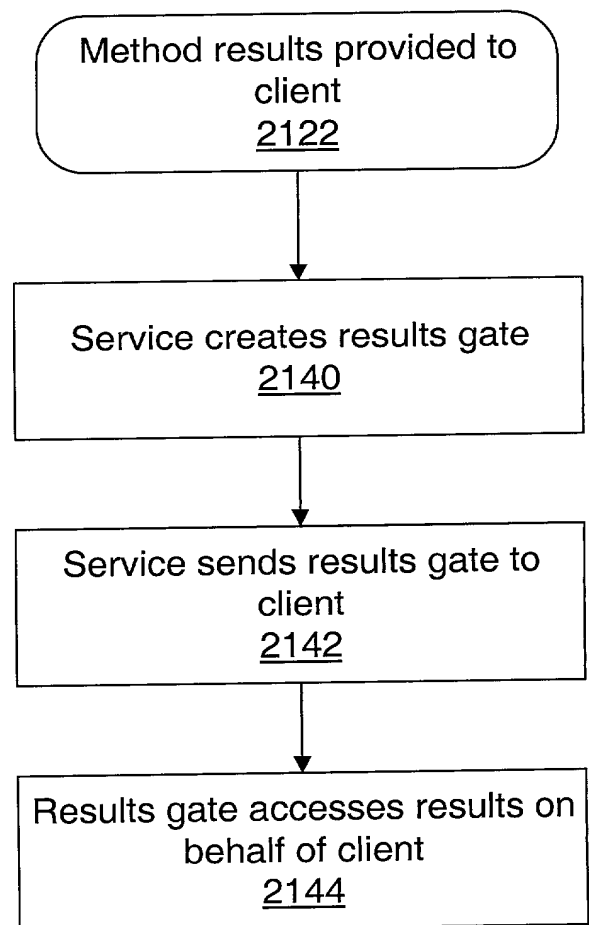 Method results provided to
client
2122
Service creates results gate
2140
Service sends results gate to
client
2142
Results gate accesses results on
behalf of client
2144